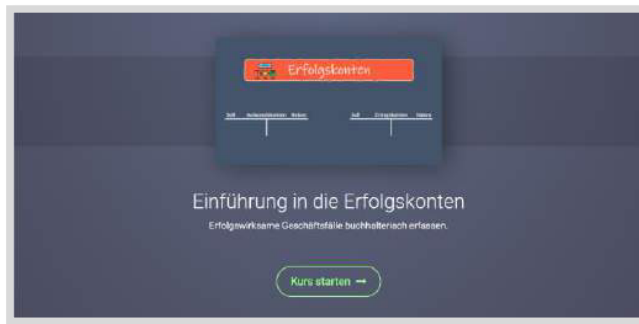 Erfolgskonten
Soll Aufwandskonten Haben
Soll Ertragskonten Haben
Einführung in die Erfolgskonten
Erfolgswirksame Geschäftsfälle buchhalterisch erfassen.
Kurs starten →